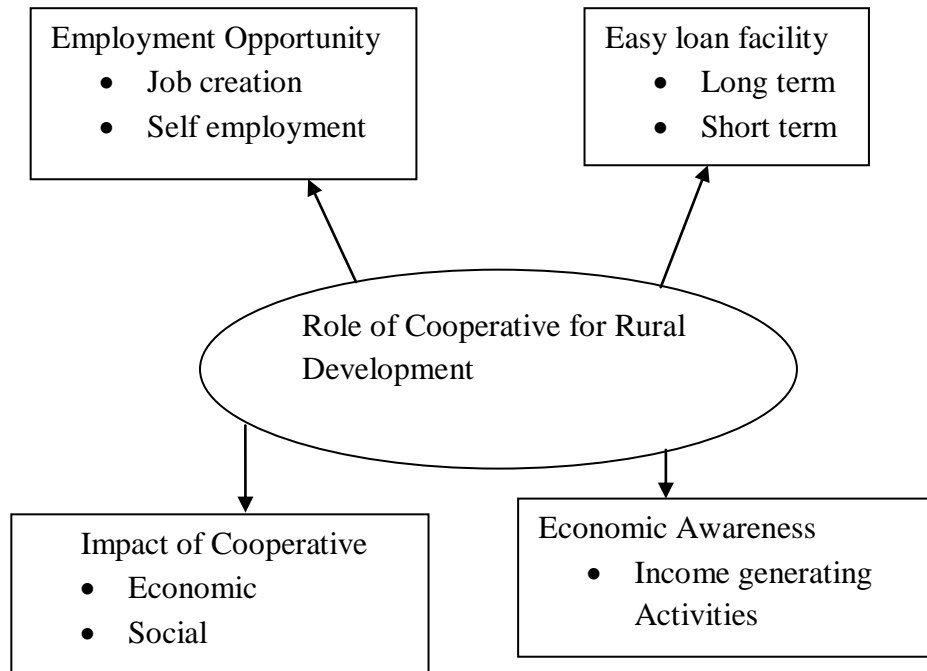 Employment Opportunity
• Job creation
• Self employment
Easy loan facility
• Long term
• Short term
Role of Cooperative for Rural
Development
Impact of Cooperative
• Economic
• Social
Economic Awareness
• Income generating
Activities